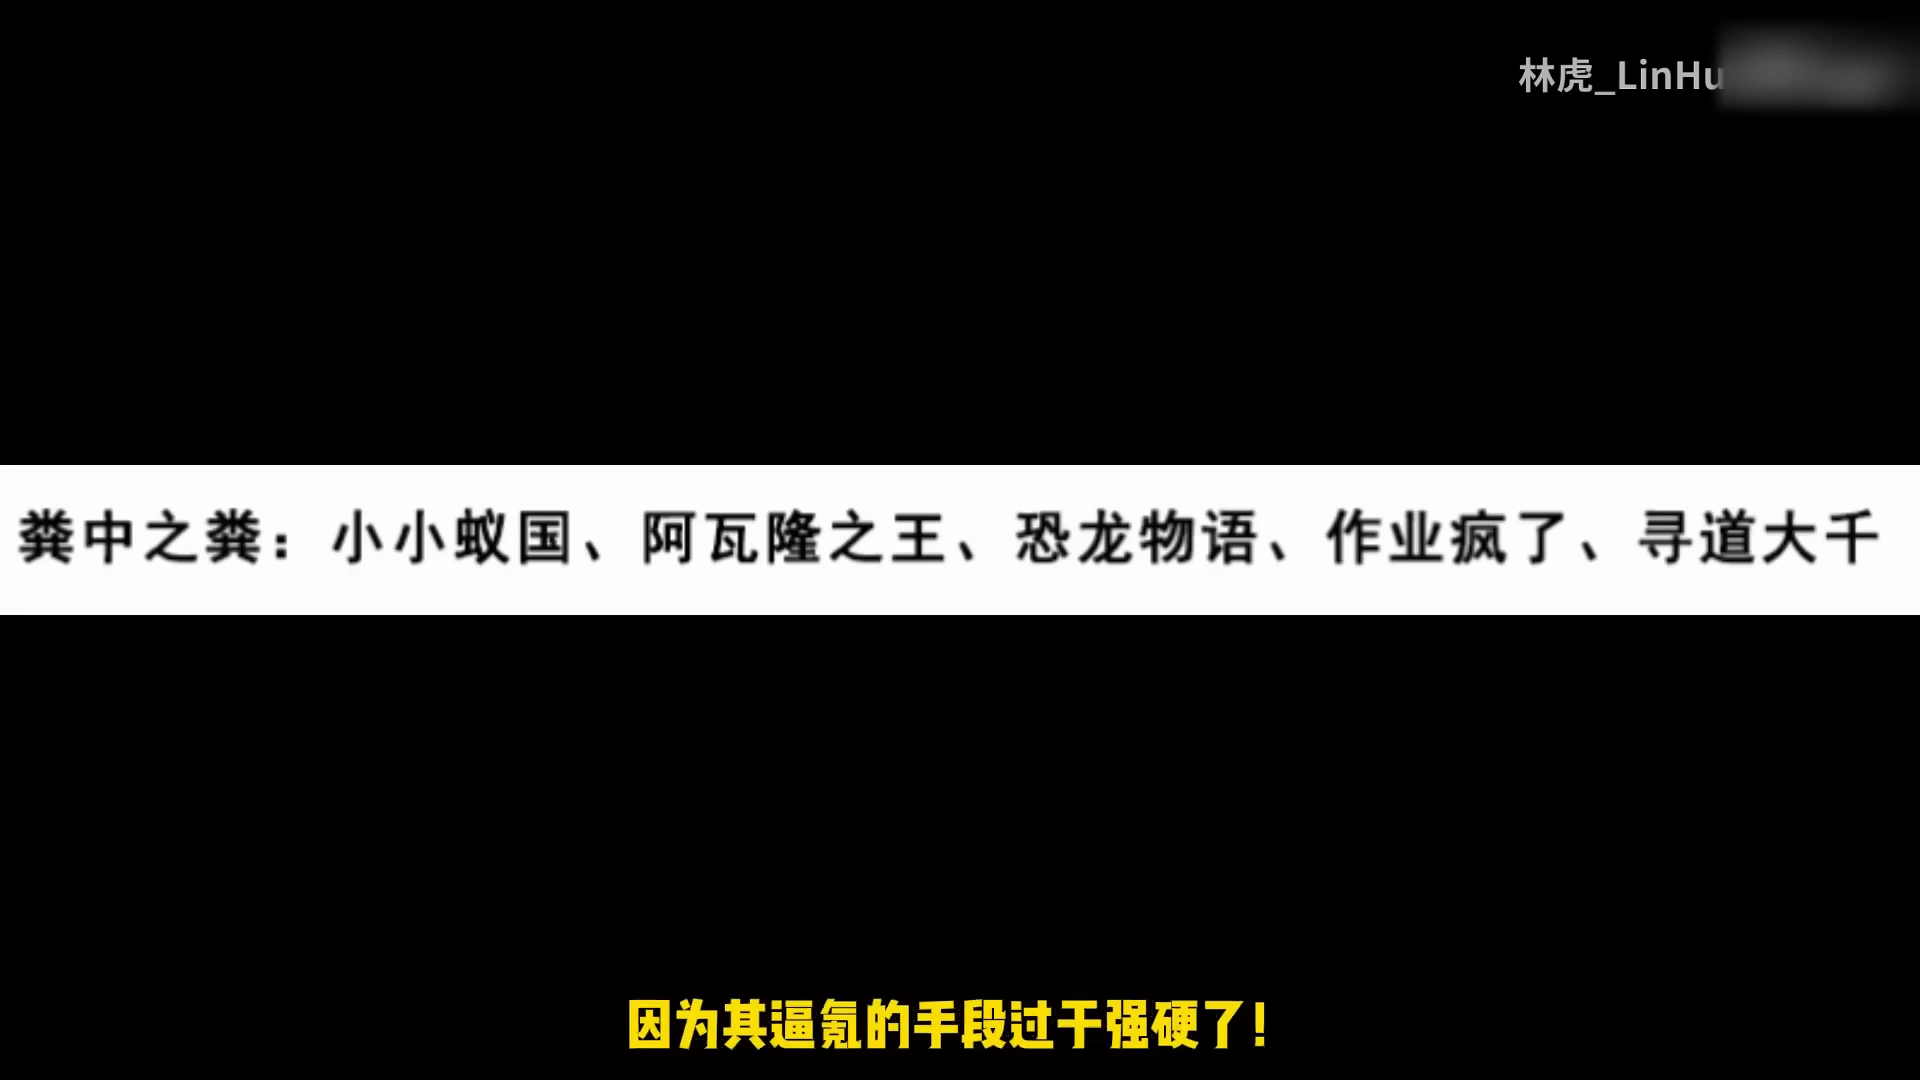 林虎_LinHu
粪中之粪：小小蚁国、阿瓦隆之王、恐龙物语、作业疯了、寻道大千
因为其逼氪的手段过于强硬了！